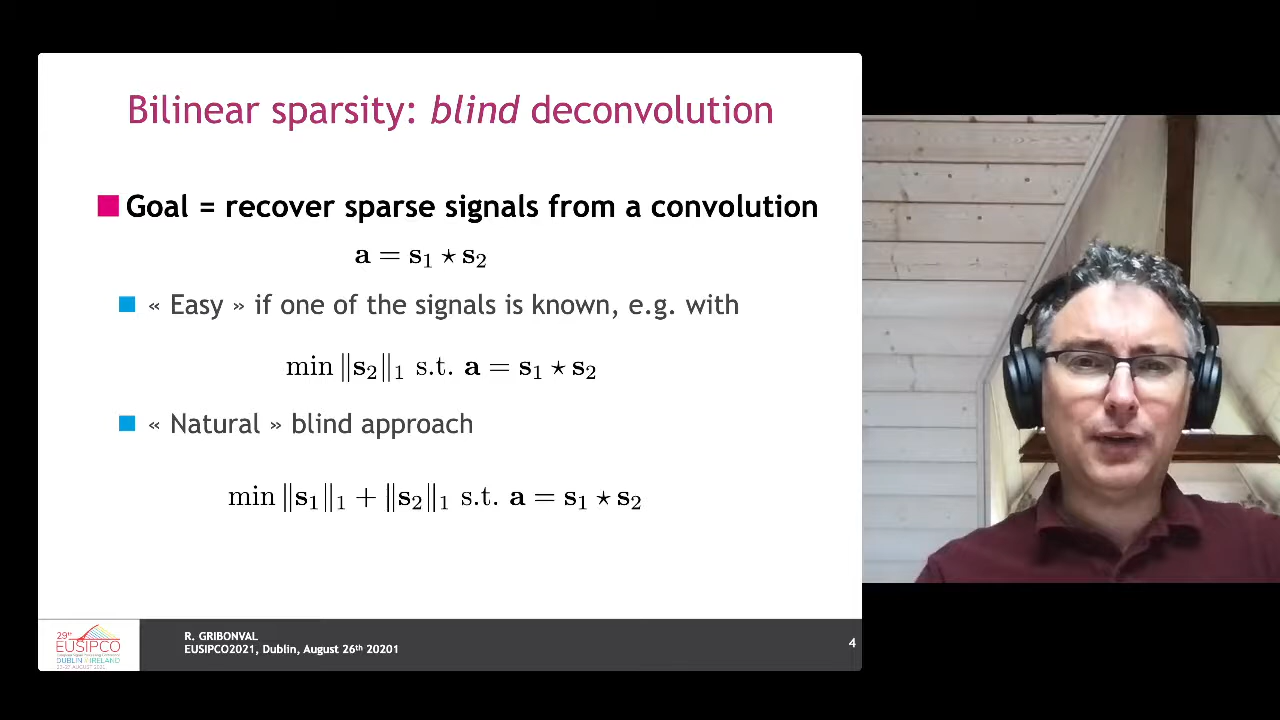 Bilinear sparsity: blind deconvolution
Goal = recover sparse signals from a convolution
a = s₁ ⋆ s₂
« Easy » if one of the signals is known, e.g. with
min ‖s₂‖₁ s.t. a = s₁ ⋆ s₂
« Natural » blind approach
min ‖s₁‖₁ + ‖s₂‖₁ s.t. a = s₁ ⋆ s₂
29th
EUSIPCO
DUBLIN IRELAND
R. GRIBONVAL
EUSIPCO2021, Dublin, August 26th 20201
4